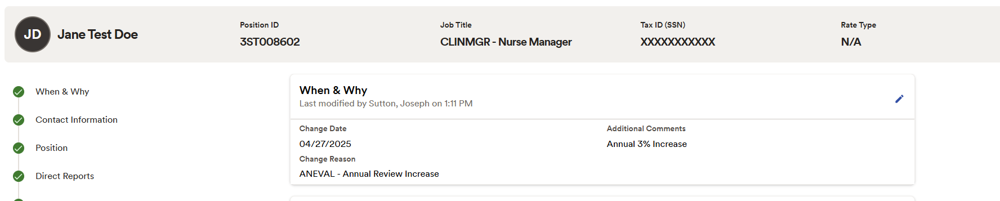 JD
Jane Test Doe
Position ID
3ST008602
Job Title
CLINMGR - Nurse Manager
Tax ID (SSN)
XXXXXXXXXXX
Rate Type
N/A
When & Why
Contact Information
Position
Direct Reports
When & Why
Last modified by Sutton, Joseph on 1:11 PM
Change Date
04/27/2025
Additional Comments
Annual 3% Increase
Change Reason
ANEVAL - Annual Review Increase